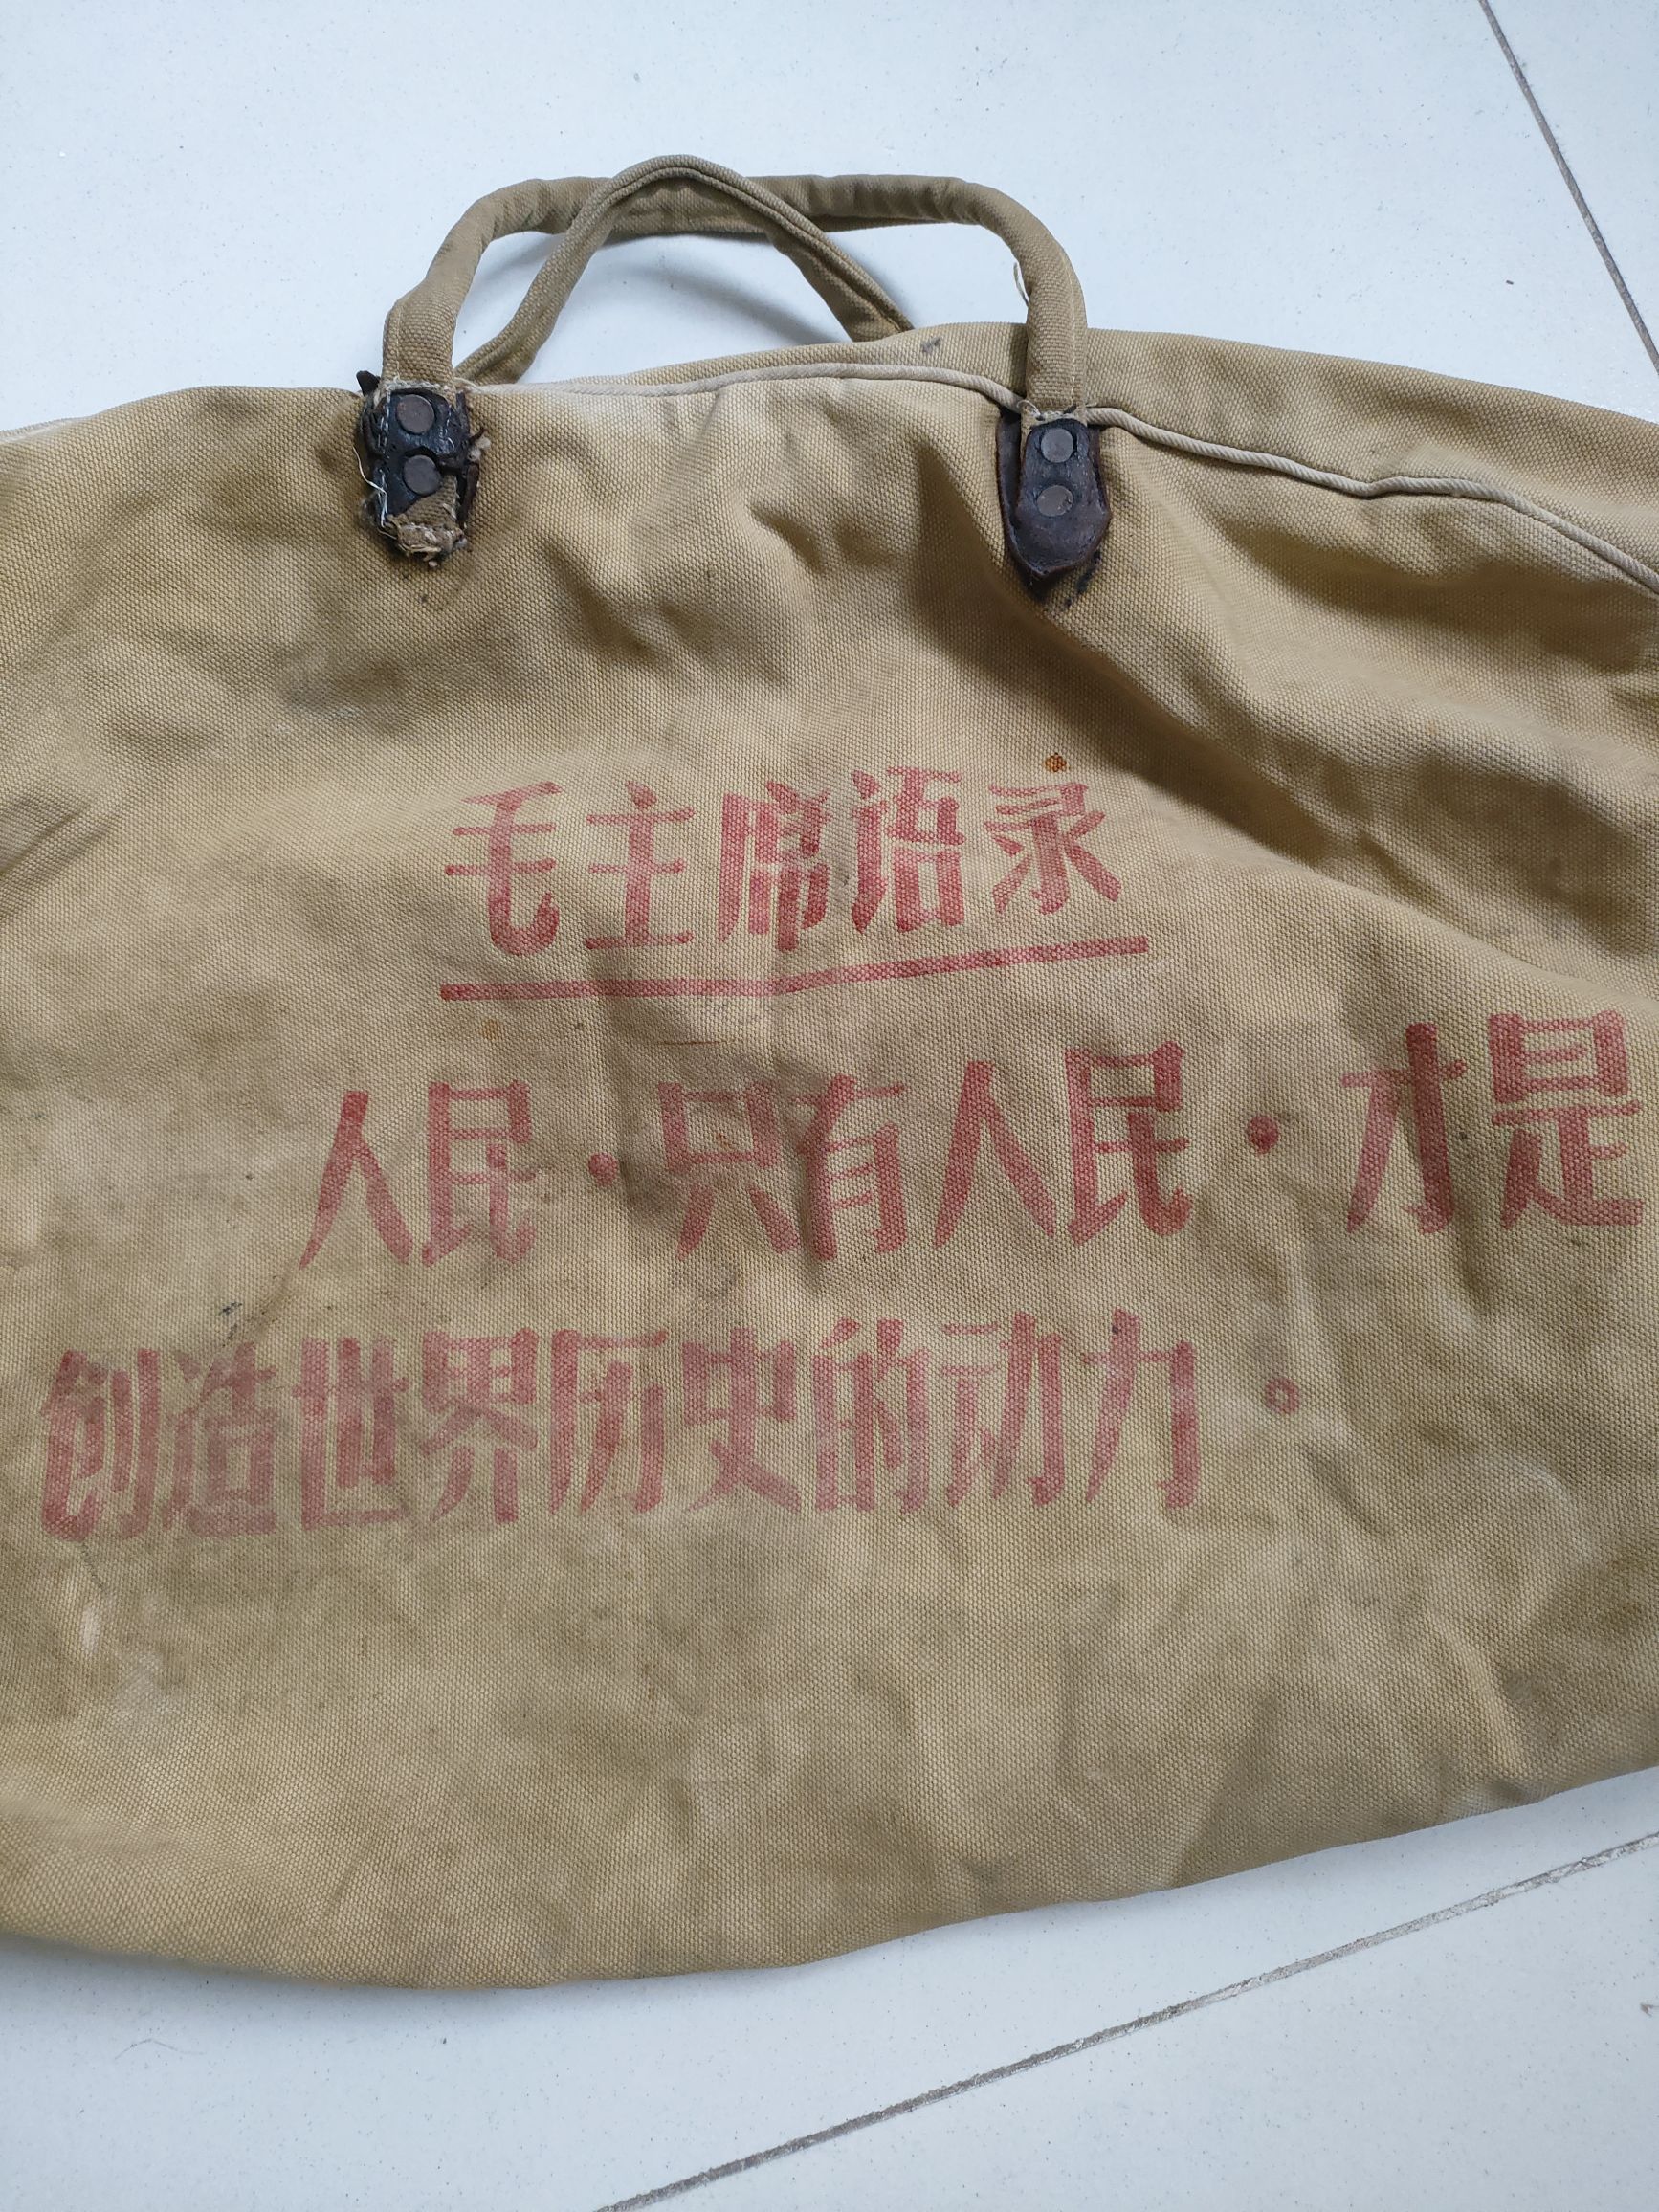 毛主席语录
人民·只有人民·才是
创造世界历史的动力。